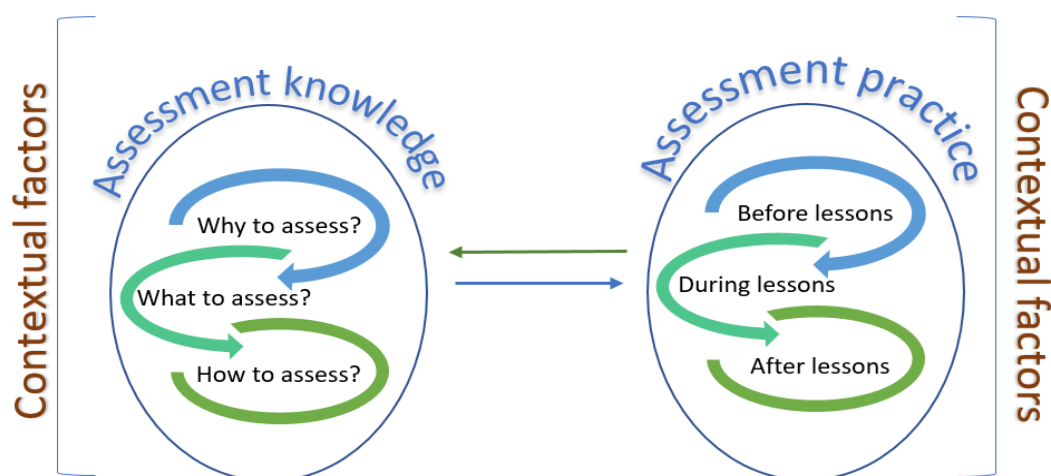 Contextual factors
Assessment knowledge
Why to assess?
What to assess?
How to assess?
Assessment practice
Before lessons
During lessons
After lessons
Contextual factors